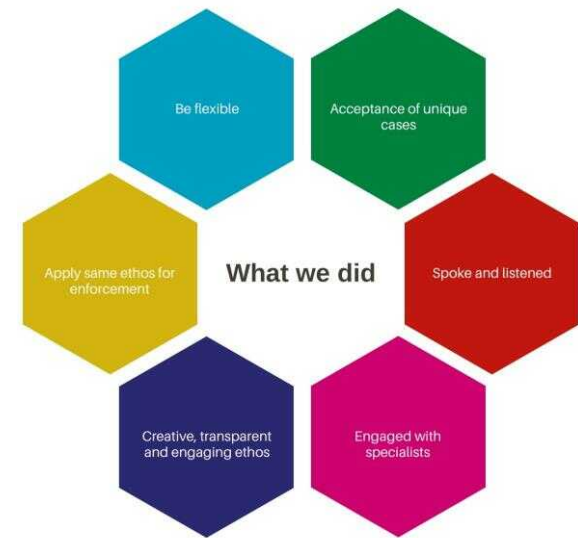 Be flexible
Acceptance of unique
cases
Apply same ethos for
enforcement
What we did
Spoke and listened
Creative, transparent
and engaging ethos
Engaged with
specialists